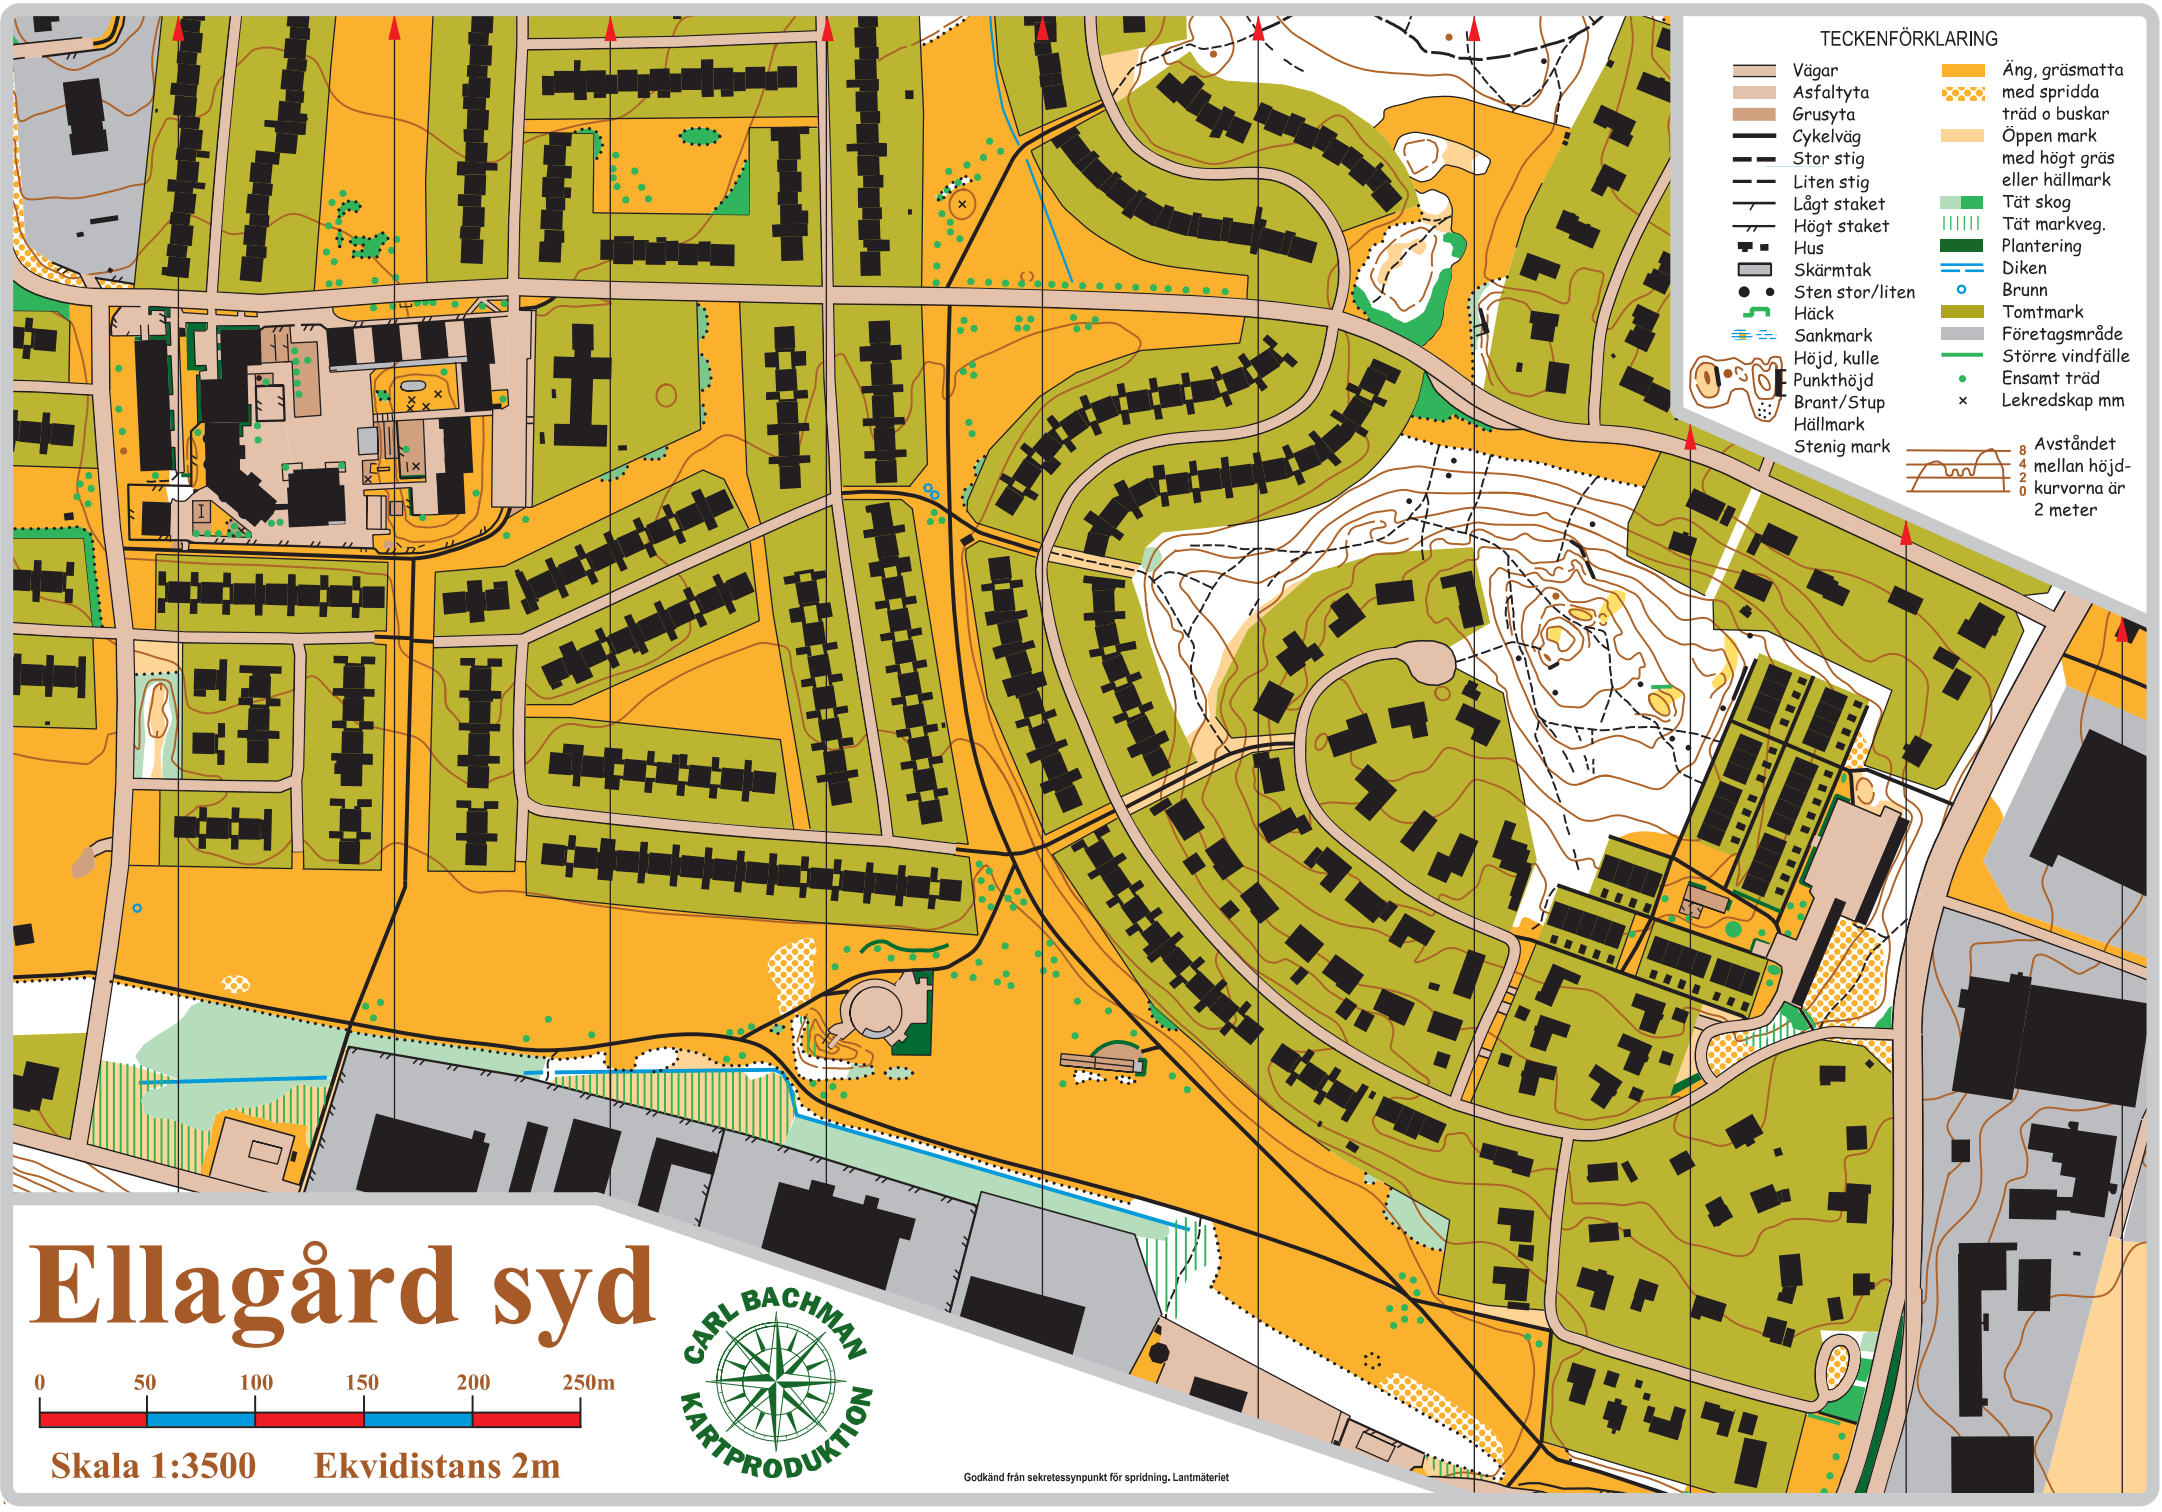 TECKENFÖRKLARING
Vägar
Asfaltyta
Grusyta
Cykelväg
Stor stig
Liten stig
Lågt staket
Högt staket
Hus
Skärmtak
Sten stor/liten
Häck
Sankmark
Höjd, kulle
Punkthöjd
Brant/Stup
Hällmark
Stenig mark
Äng, gräsmatta
med spridda
träd o buskar
Öppen mark
med högt gräs
eller hällmark
Tät skog
Tät markveg.
Plantering
Diken
Brunn
Tomtmark
Företagsmråde
Större vindfälle
Ensamt träd
Lekredskap mm
8
4
2
0
Avståndet
mellan höjd-
kurvorna är
2 meter
Ellagård syd
0 50 100 150 200 250m
Skala 1:3500 Ekvidistans 2m
CARL BACHMAN
KARTPRODUKTION
Godkänd från sekretessynpunkt för spridning. Lantmäteriet